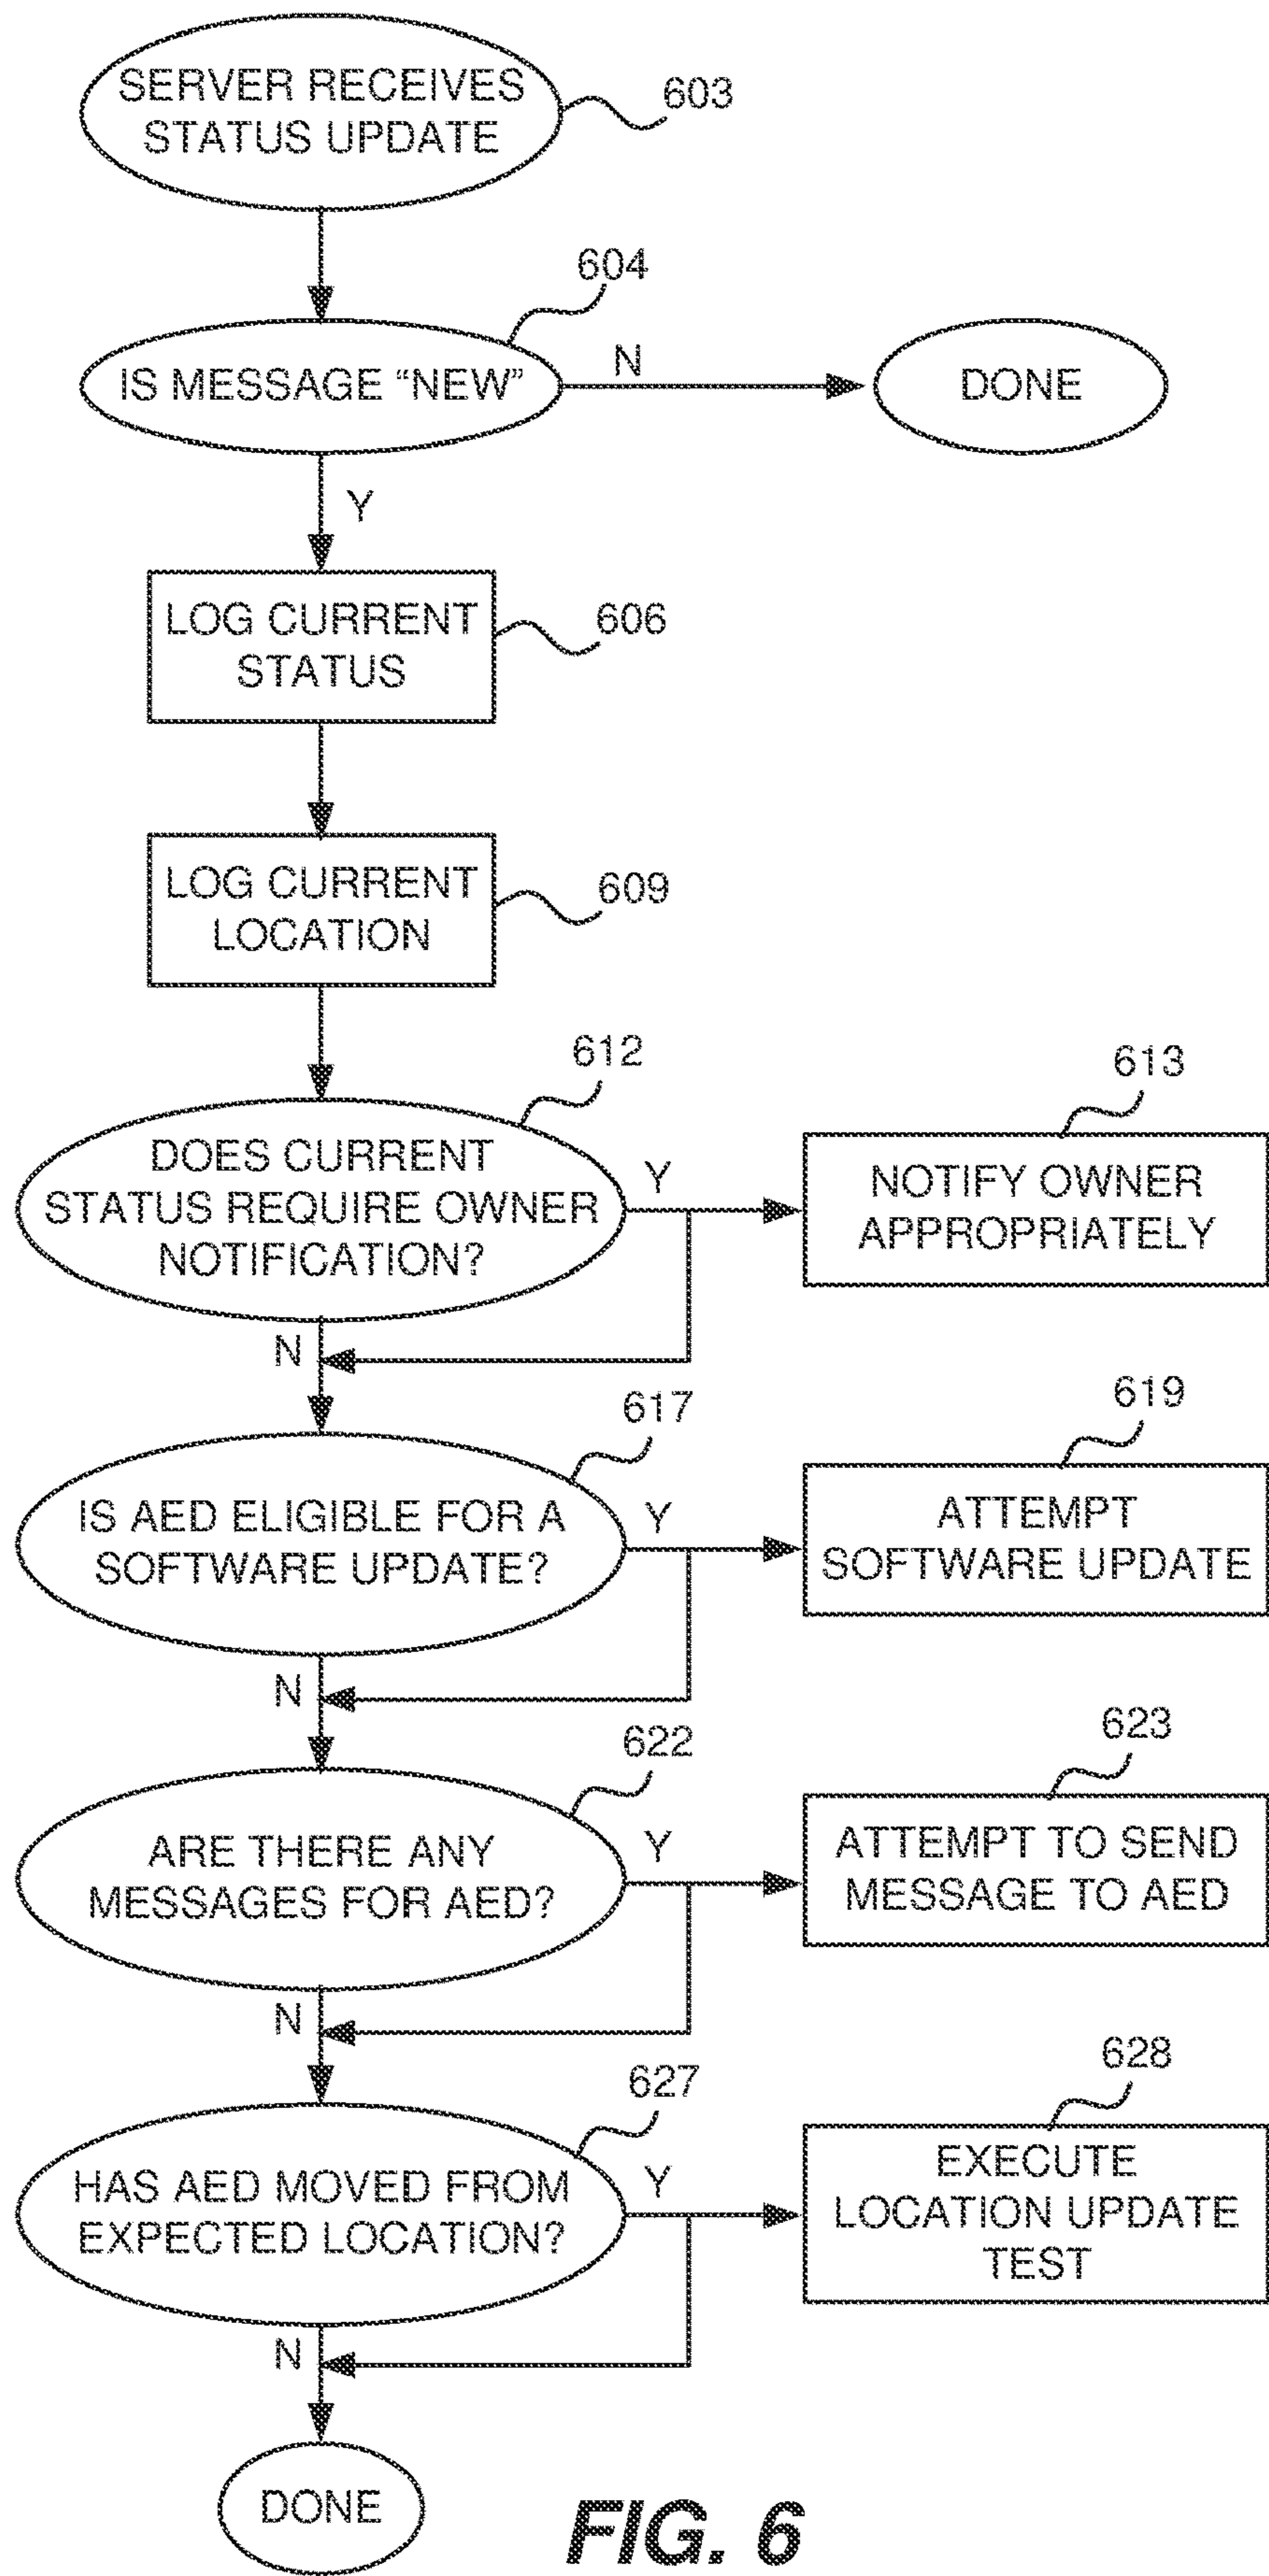 SERVER RECEIVES
STATUS UPDATE
603
604
IS MESSAGE “NEW”
N
DONE
Y
LOG CURRENT
STATUS
606
LOG CURRENT
LOCATION
609
612
DOES CURRENT
STATUS REQUIRE OWNER
NOTIFICATION?
Y
613
NOTIFY OWNER
APPROPRIATELY
N
617
IS AED ELIGIBLE FOR A
SOFTWARE UPDATE?
Y
619
ATTEMPT
SOFTWARE UPDATE
N
622
ARE THERE ANY
MESSAGES FOR AED?
Y
623
ATTEMPT TO SEND
MESSAGE TO AED
N
627
HAS AED MOVED FROM
EXPECTED LOCATION?
Y
628
EXECUTE
LOCATION UPDATE
TEST
N
DONE
FIG. 6